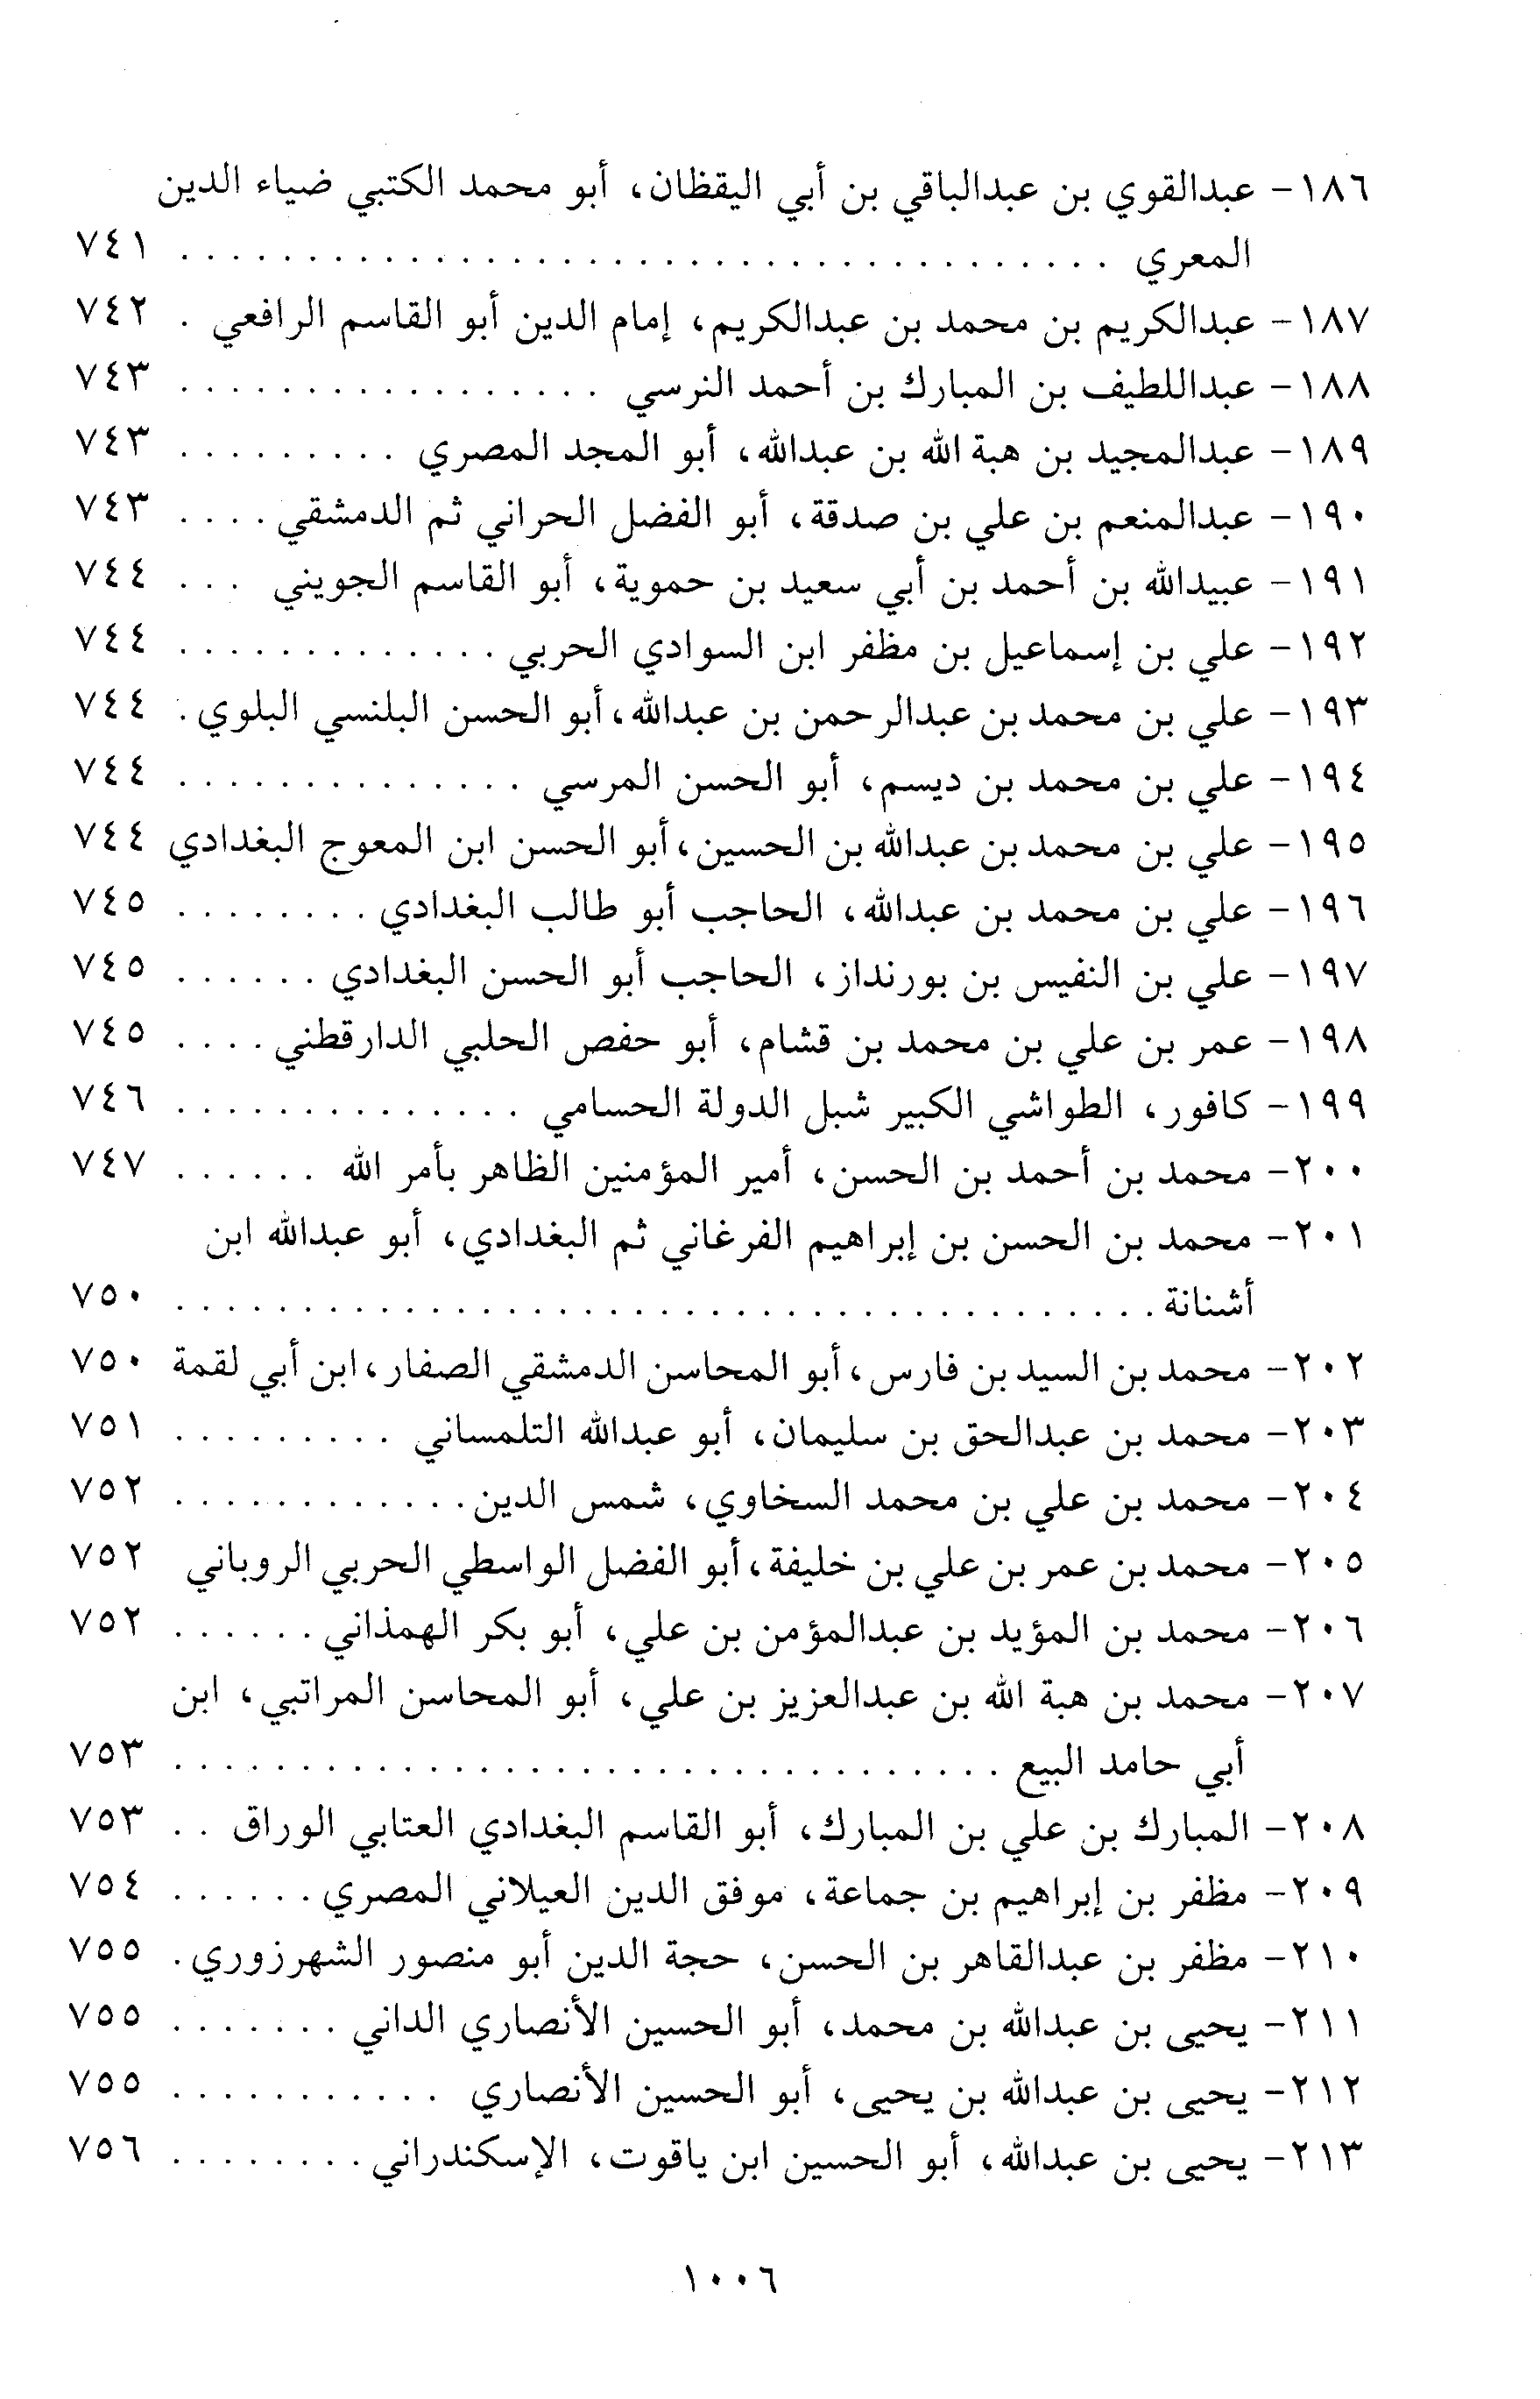 ١٨٦- عبدالقوي بن عبدالباقي بن أبي اليقظان، أبو محمد الكتبي ضياء الدين
المعري . . . . . . . . . . . . . . . . . . . . . . . . . . . . . . . . . . . . . ٧٤١
١٨٧- عبدالكريم بن محمد بن عبدالكريم، إمام الدين أبو القاسم الرافعي . ٧٤٢
١٨٨- عبداللطيف بن المبارك بن أحمد النرسي . . . . . . . . . . . . . . . . . ٧٤٣
١٨٩- عبدالمجيد بن هبة الله بن عبدالله، أبو المجد المصري . . . . . . . . . ٧٤٣
١٩٠- عبدالمنعم بن علي بن صدقة، أبو الفضل الحراني ثم الدمشقي . . . . ٧٤٣
١٩١- عبيدالله بن أحمد بن أبي سعيد بن حموية، أبو القاسم الجويني . . . ٧٤٤
١٩٢- علي بن إسماعيل بن مظفر ابن السوادي الحربي . . . . . . . . . . . . . ٧٤٤
١٩٣- علي بن محمد بن عبدالرحمن بن عبدالله، أبو الحسن البلنسي البلوي . ٧٤٤
١٩٤- علي بن محمد بن ديسم، أبو الحسن المرسي . . . . . . . . . . . . . . ٧٤٤
١٩٥- علي بن محمد بن عبدالله بن الحسين، أبو الحسن ابن المعوج البغدادي ٧٤٤
١٩٦- علي بن محمد بن عبدالله، الحاجب أبو طالب البغدادي . . . . . . . . ٧٤٥
١٩٧- علي بن النفيس بن بورنداز، الحاجب أبو الحسن البغدادي . . . . . . ٧٤٥
١٩٨- عمر بن علي بن محمد بن قشام، أبو حفص الحلبي الدارقطني . . . . ٧٤٥
١٩٩- كافور، الطواشي الكبير شبل الدولة الحسامي . . . . . . . . . . . . . . ٧٤٦
٢٠٠- محمد بن أحمد بن الحسن، أمير المؤمنين الظاهر بأمر الله . . . . . . ٧٤٧
٢٠١- محمد بن الحسن بن إبراهيم الفرغاني ثم البغدادي، أبو عبدالله ابن
أشنانة . . . . . . . . . . . . . . . . . . . . . . . . . . . . . . . . . . . . . . . ٧٥٠
٢٠٢- محمد بن السيد بن فارس، أبو المحاسن الدمشقي الصفار، ابن أبي لقمة ٧٥٠
٢٠٣- محمد بن عبدالحق بن سليمان، أبو عبدالله التلمساني . . . . . . . . . ٧٥١
٢٠٤- محمد بن علي بن محمد السخاوي، شمس الدين . . . . . . . . . . . . ٧٥٢
٢٠٥- محمد بن عمر بن علي بن خليفة، أبو الفضل الواسطي الحربي الروباني ٧٥٢
٢٠٦- محمد بن المؤيد بن عبدالمؤمن بن علي، أبو بكر الهمذاني . . . . . . ٧٥٢
٢٠٧- محمد بن هبة الله بن عبدالعزيز بن علي، أبو المحاسن المراتبي، ابن
أبي حامد البيع . . . . . . . . . . . . . . . . . . . . . . . . . . . . . . . . . ٧٥٣
٢٠٨- المبارك بن علي بن المبارك، أبو القاسم البغدادي العتابي الوراق . . ٧٥٣
٢٠٩- مظفر بن إبراهيم بن جماعة، موفق الدين العيلاني المصري . . . . . . ٧٥٤
٢١٠- مظفر بن عبدالقاهر بن الحسن، حجة الدين أبو منصور الشهرزوري . ٧٥٥
٢١١- يحيى بن عبدالله بن محمد، أبو الحسين الأنصاري الداني . . . . . . . ٧٥٥
٢١٢- يحيى بن عبدالله بن يحيى، أبو الحسين الأنصاري . . . . . . . . . . . ٧٥٥
٢١٣- يحيى بن عبدالله، أبو الحسين ابن ياقوت، الإسكندراني . . . . . . . . ٧٥٦
١٠٠٦